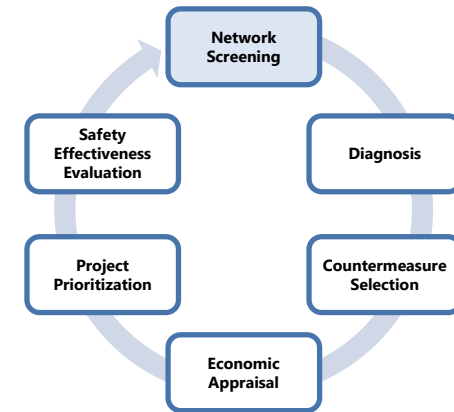 Network
Screening
Diagnosis
Countermeasure
Selection
Economic
Appraisal
Project
Prioritization
Safety
Effectiveness
Evaluation